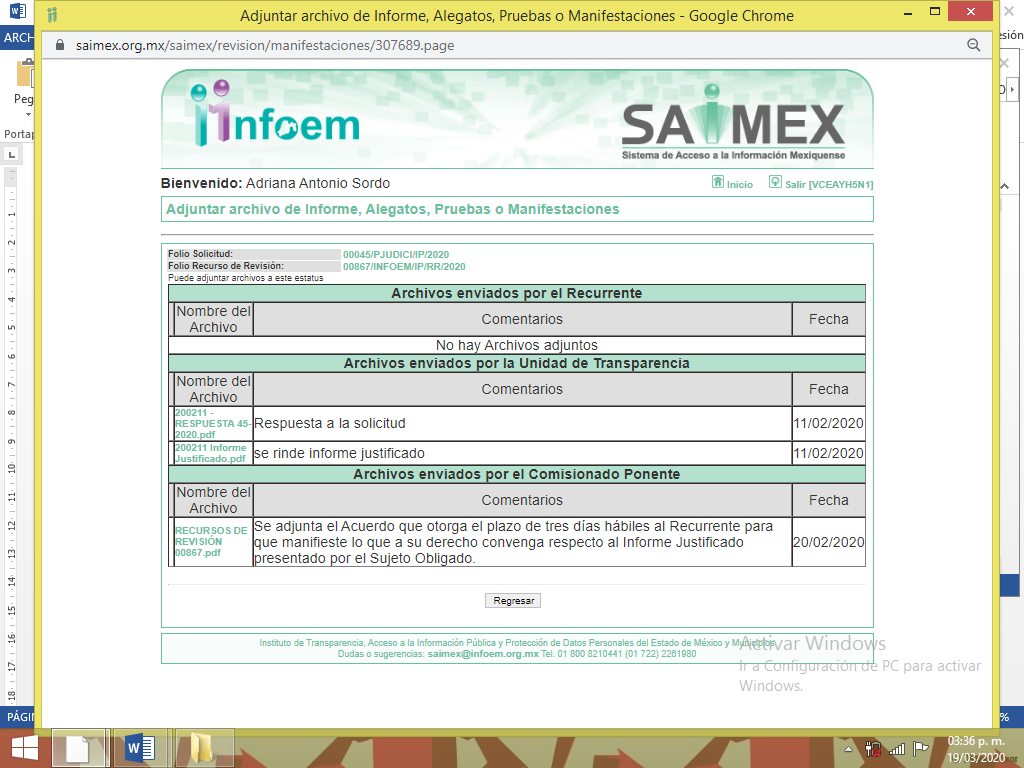 Adjuntar archivo de Informe, Alegatos, Pruebas o Manifestaciones - Google Chrome
ARCH
esión
saimex.org.mx/saimex/revision/manifestaciones/307689.page
Peg
Portap
infoem
SAIMEX
Sistema de Acceso a la Información Mexiquense
Bienvenido: Adriana Antonio Sordo
Inicio
Salir [VCEAYH5N1]
Adjuntar archivo de Informe, Alegatos, Pruebas o Manifestaciones
Folio Solicitud: 00045/PJUDICI/IP/2020
Folio Recurso de Revisión: 00867/INFOEM/IP/RR/2020
Puede adjuntar archivos a este estatus
Archivos enviados por el Recurrente
Nombre del Archivo Comentarios Fecha
No hay Archivos adjuntos
Archivos enviados por la Unidad de Transparencia
Nombre del Archivo Comentarios Fecha
200211 - RESPUESTA 45-2020.pdf Respuesta a la solicitud 11/02/2020
200211 Informe Justificado.pdf se rinde informe justificado 11/02/2020
Archivos enviados por el Comisionado Ponente
Nombre del Archivo Comentarios Fecha
RECURSOS DE REVISIÓN 00867.pdf
Se adjunta el Acuerdo que otorga el plazo de tres días hábiles al Recurrente para
que manifieste lo que a su derecho convenga respecto al Informe Justificado
presentado por el Sujeto Obligado.
20/02/2020
Regresar
Instituto de Transparencia, Acceso a la Información Pública y Protección de Datos Personales del Estado de México y Municipios
Dudas o sugerencias: saimex@infoem.org.mx Tel. 01 800 8210441 (01 722) 2261980
Activar Windows
Ir a Configuración de PC para activar
Windows.
PÁGIN
%
03:36 p. m.
19/03/2020